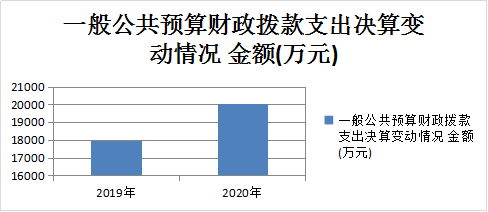 一般公共预算财政拨款支出决算变
动情况 金额(万元)
21000
20000
19000
18000
17000
16000
2019年
2020年
一般公共预算财政拨款
支出决算变动情况 金额
(万元)